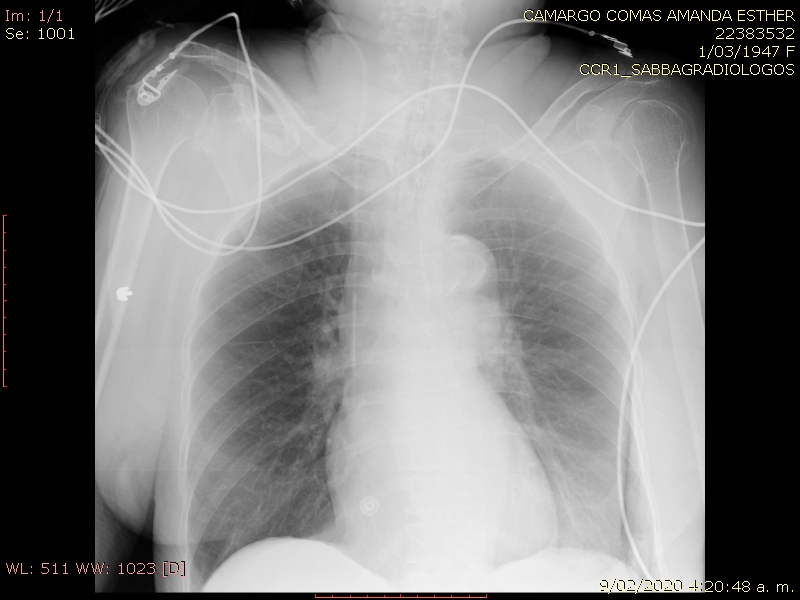 Im: 1/1
Se: 1001
CAMARGO COMAS AMANDA ESTHER
22383532
1/03/1947 F
CCR1_SABBAGRADIOLOGOS
WL: 511 WW: 1023 [D]
9/02/2020 4:20:48 a. m.